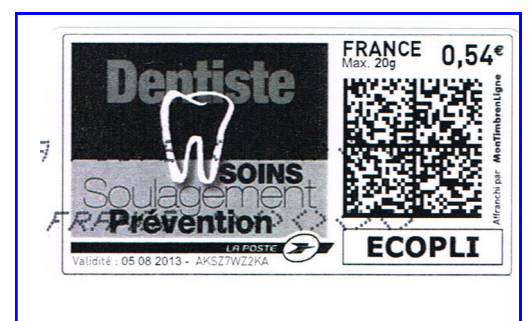 Dentiste
SOINS
Soulagement
Prévention
LA POSTE
Validité : 05 08 2013 - AKSZ7WZ2KA
FRANCE 0,54€
Max. 20g
Affranchi par MonTimbrenLigne
ECOPLI